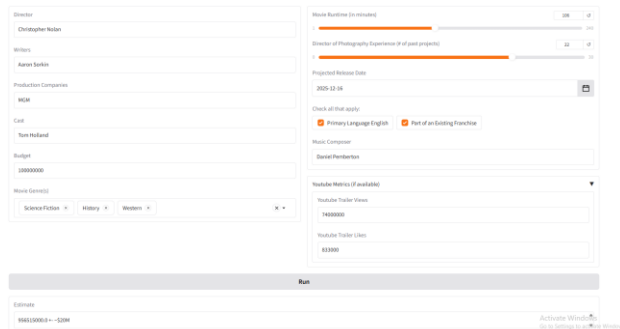 Director
Christopher Nolan
Writers
Aaron Sorkin
Production Companies
MGM
Cast
Tom Holland
Budget
Movie Genre(s)
Science Fiction × History × Western ×
Movie Runtime (in minutes)
Director of Photography Experience (# of past projects)
Projected Release Date
2025-12-16
Check all that apply:
Primary Language English
Part of an Existing Franchise
Music Composer
Daniel Pemberton
Youtube Metrics (if available)
Youtube Trailer Views
74000000
Youtube Trailer Likes
833000
Run
Estimate
Activate Windows
Go to Settings to activate Windows